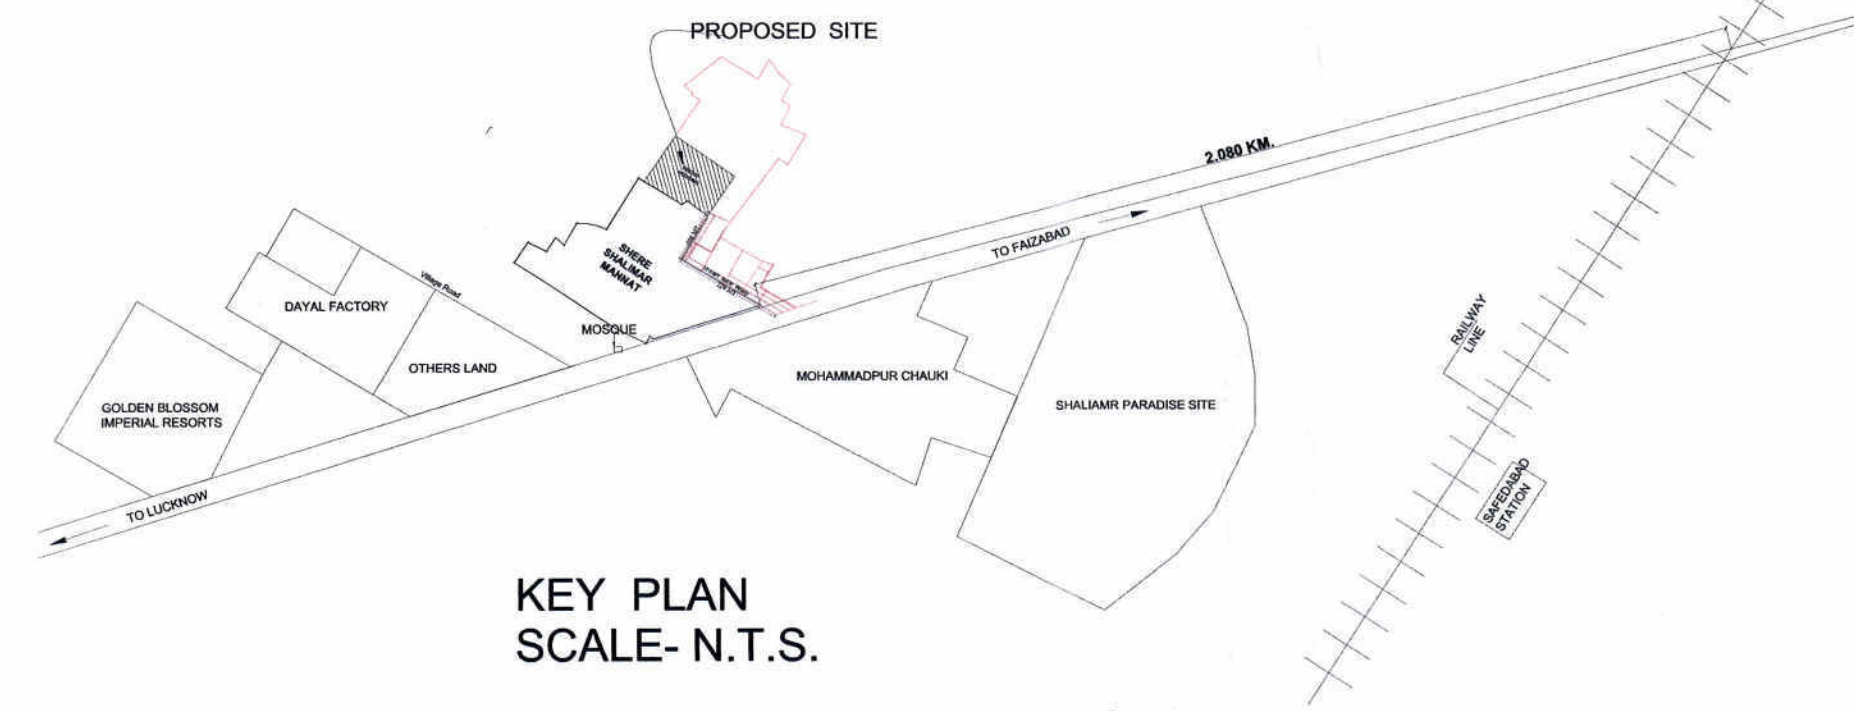 PROPOSED SITE
2.080 KM.
TO FAIZABAD
SHERE
SHALIMAR
MANNAT
Village Road
DAYAL FACTORY
MOSQUE
OTHERS LAND
RAILWAY
LINE
MOHAMMADPUR CHAUKI
SHALIAMR PARADISE SITE
GOLDEN BLOSSOM
IMPERIAL RESORTS
TO LUCKNOW
SAFEDABAD
STATION
KEY PLAN
SCALE- N.T.S.